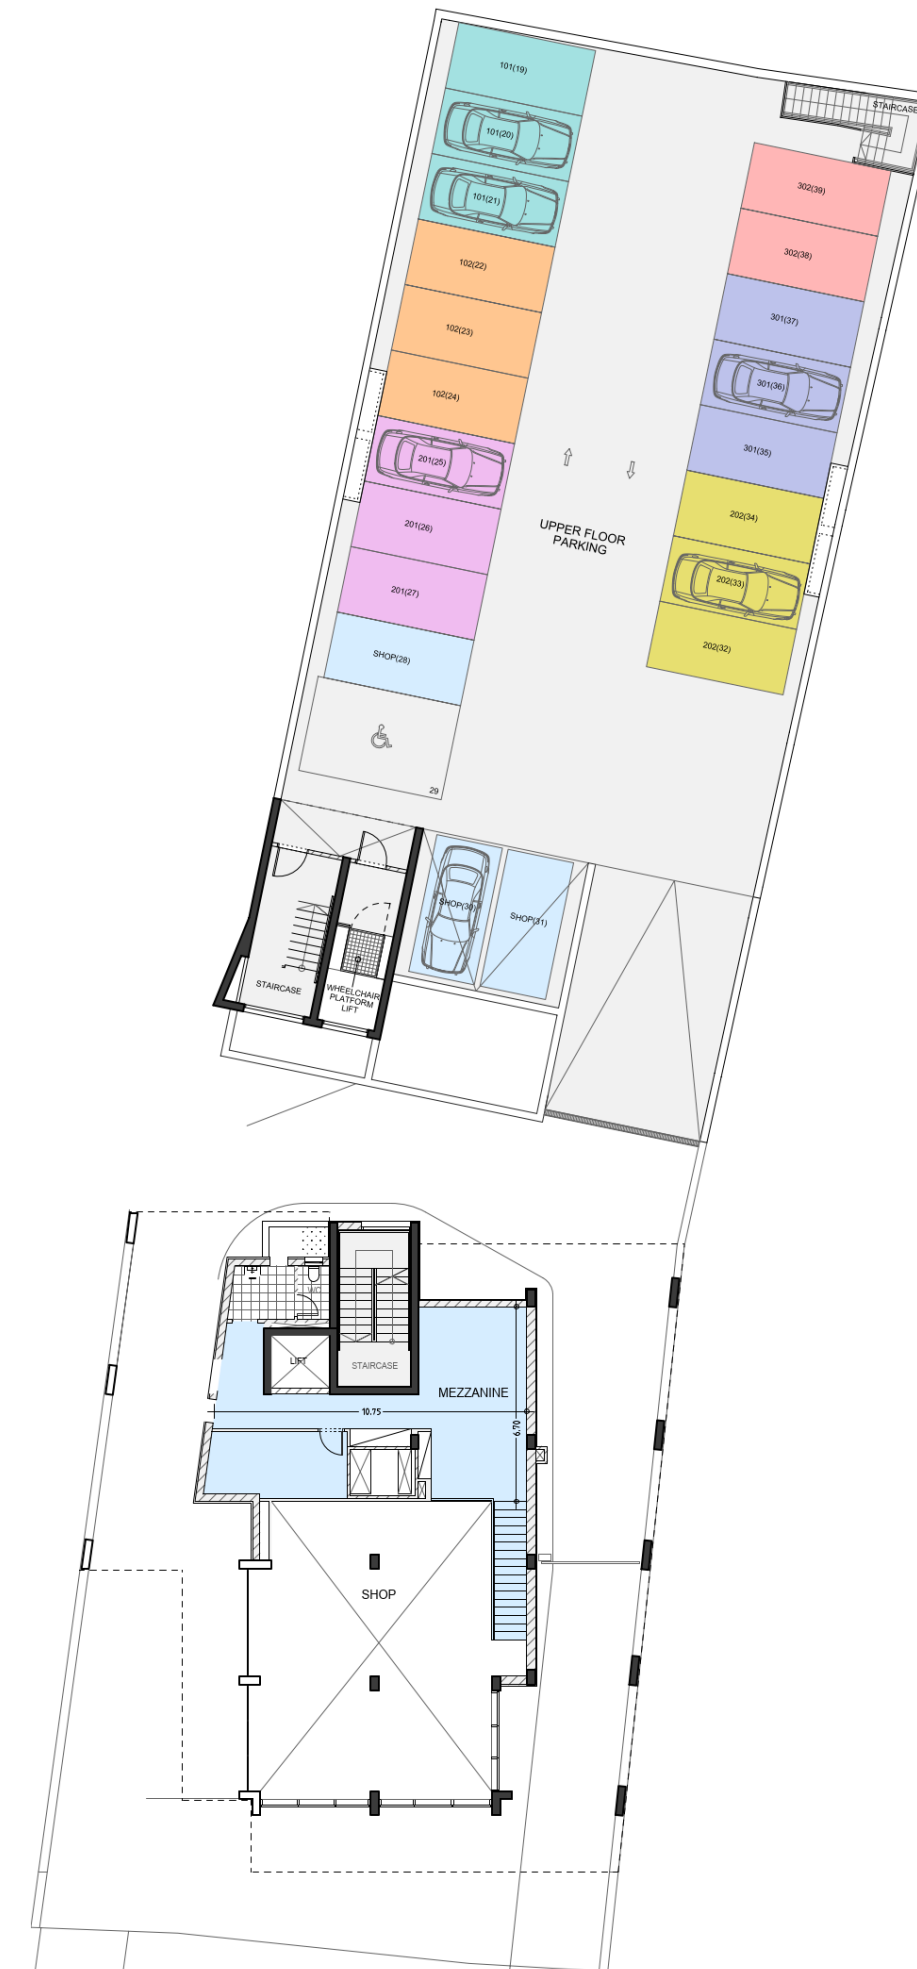 101(19)
STAIRCASE
101(20)
101(21)
302(39)
302(38)
102(22)
102(23)
102(24)
301(37)
301(36)
301(35)
201(25)
201(26)
201(27)
UPPER FLOOR
PARKING
202(34)
202(33)
202(32)
SHOP(28)
29
SHOP(30)
SHOP(31)
STAIRCASE
WHEELCHAIR
PLATFORM
LIFT
WC
LIFT
STAIRCASE
MEZZANINE
10.75
6.70
SHOP